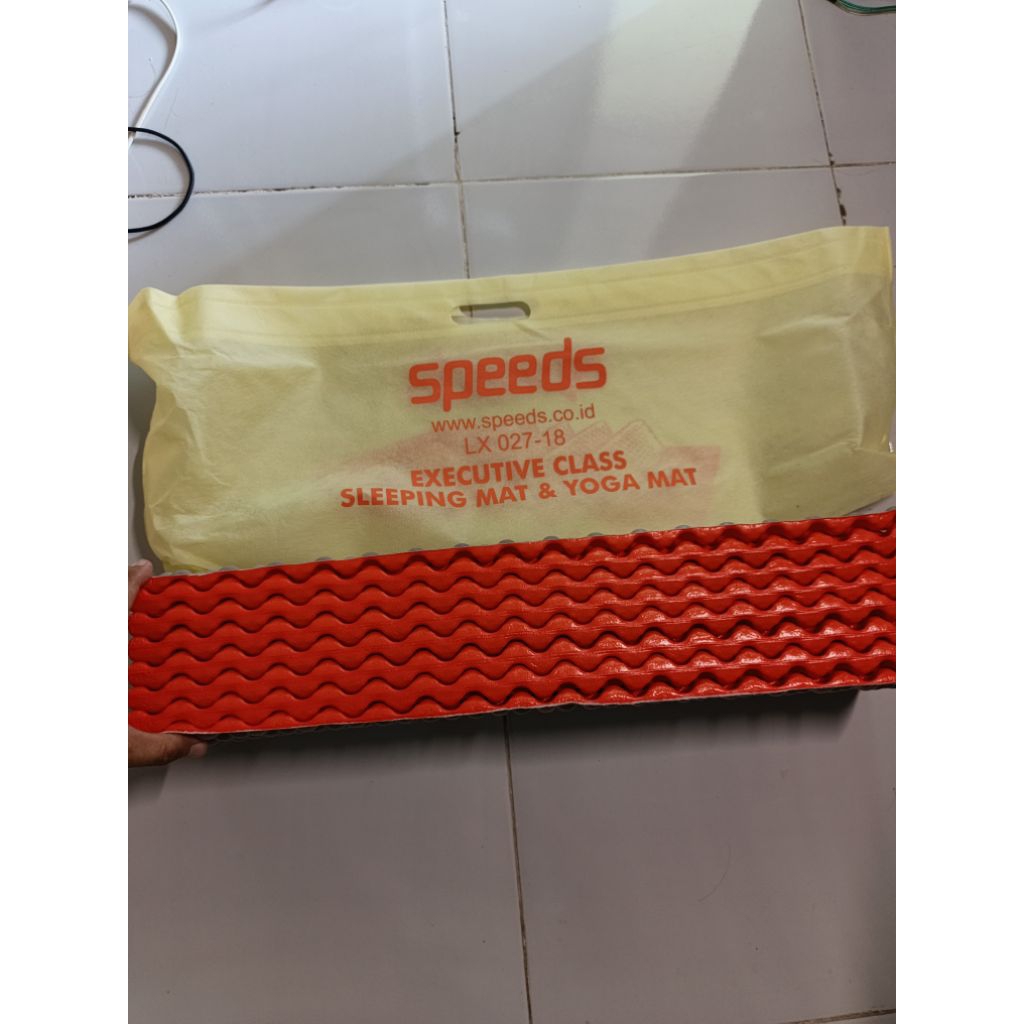 speeds
www.speeds.co.id
LX 027-18
EXECUTIVE CLASS
SLEEPING MAT & YOGA MAT